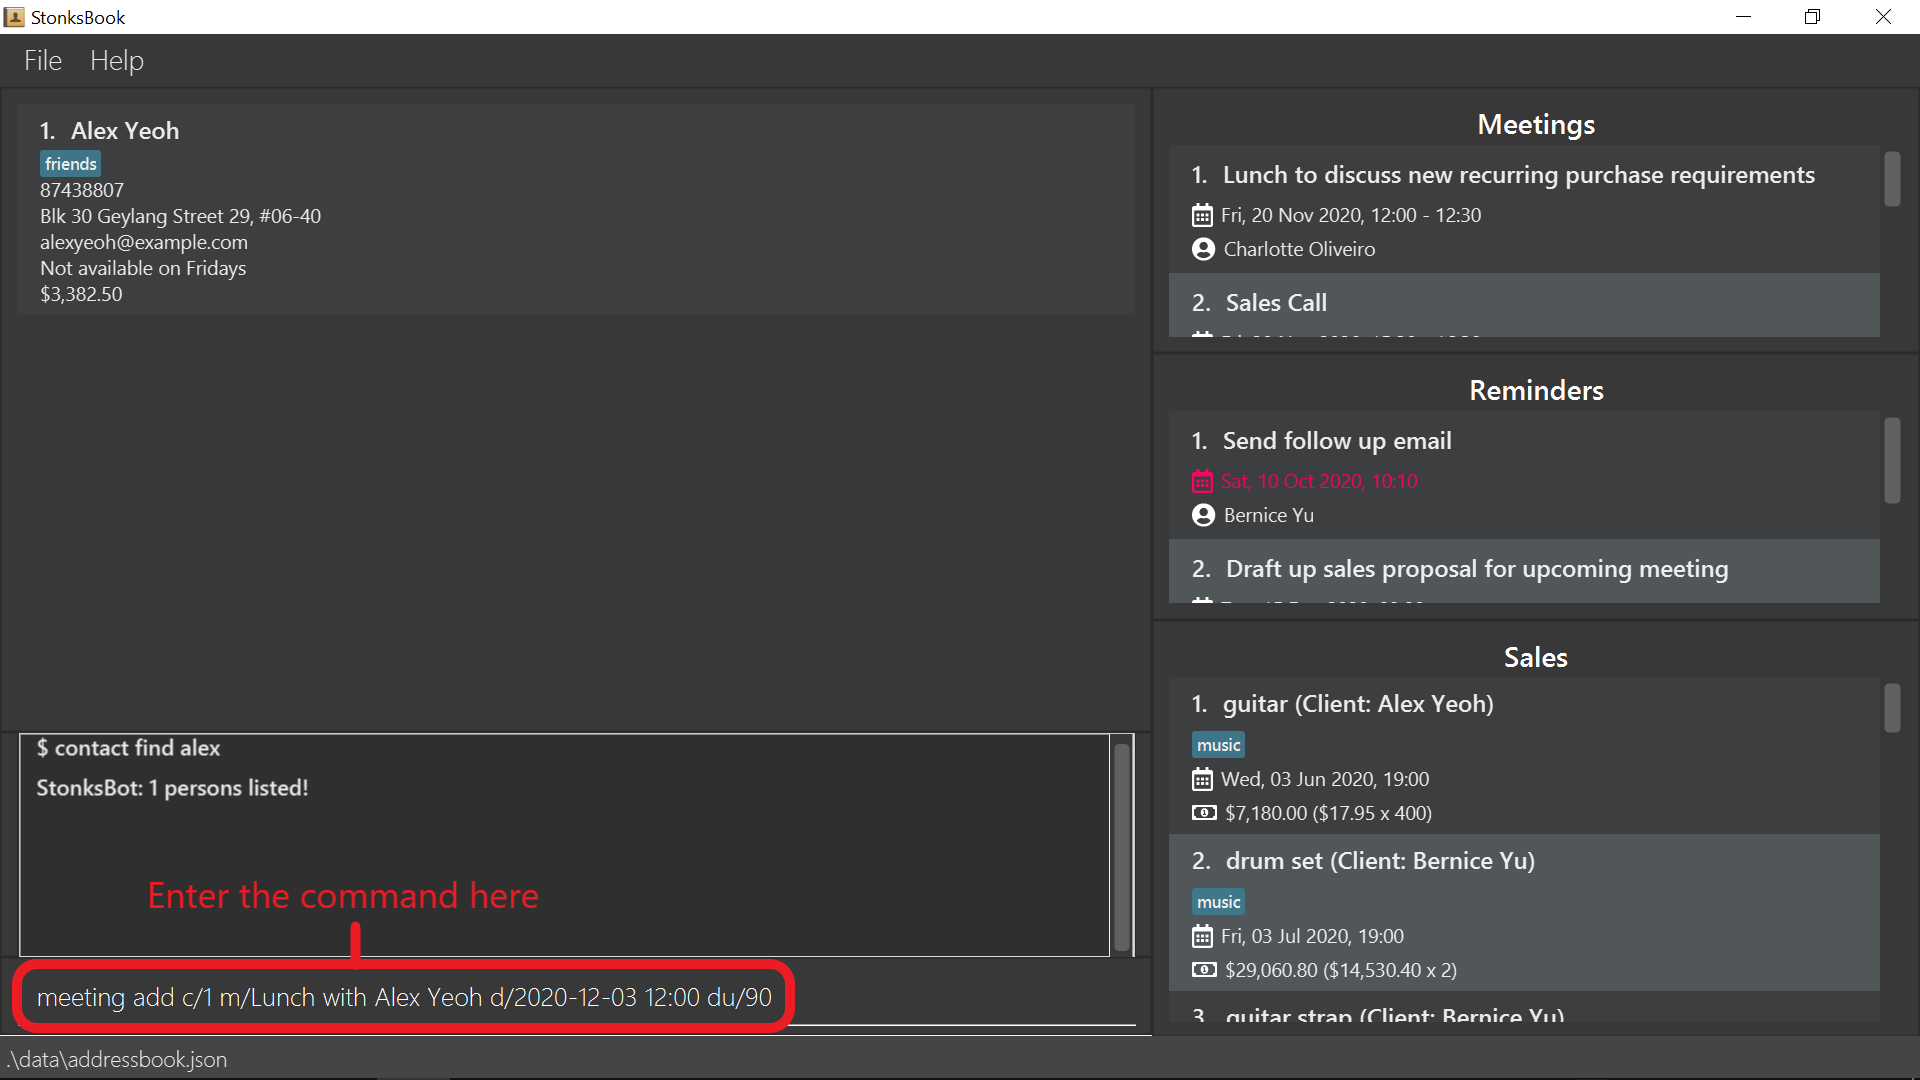 StonksBook
File Help
1. Alex Yeoh
friends
87438807
Blk 30 Geylang Street 29, #06-40
alexyeoh@example.com
Not available on Fridays
$3,382.50
$ contact find alex
StonksBot: 1 persons listed!
Enter the command here
meeting add c/1 m/Lunch with Alex Yeoh d/2020-12-03 12:00 du/90
Meetings
1. Lunch to discuss new recurring purchase requirements
Fri, 20 Nov 2020, 12:00 - 12:30
Charlotte Oliveiro
2. Sales Call
Reminders
1. Send follow up email
Sat, 10 Oct 2020, 10:10
Bernice Yu
2. Draft up sales proposal for upcoming meeting
Sales
1. guitar (Client: Alex Yeoh)
music
Wed, 03 Jun 2020, 19:00
$7,180.00 ($17.95 x 400)
2. drum set (Client: Bernice Yu)
music
Fri, 03 Jul 2020, 19:00
$29,060.80 ($14,530.40 x 2)
3. guitar strap (Client: Bernice Yu)
.\data\addressbook.json